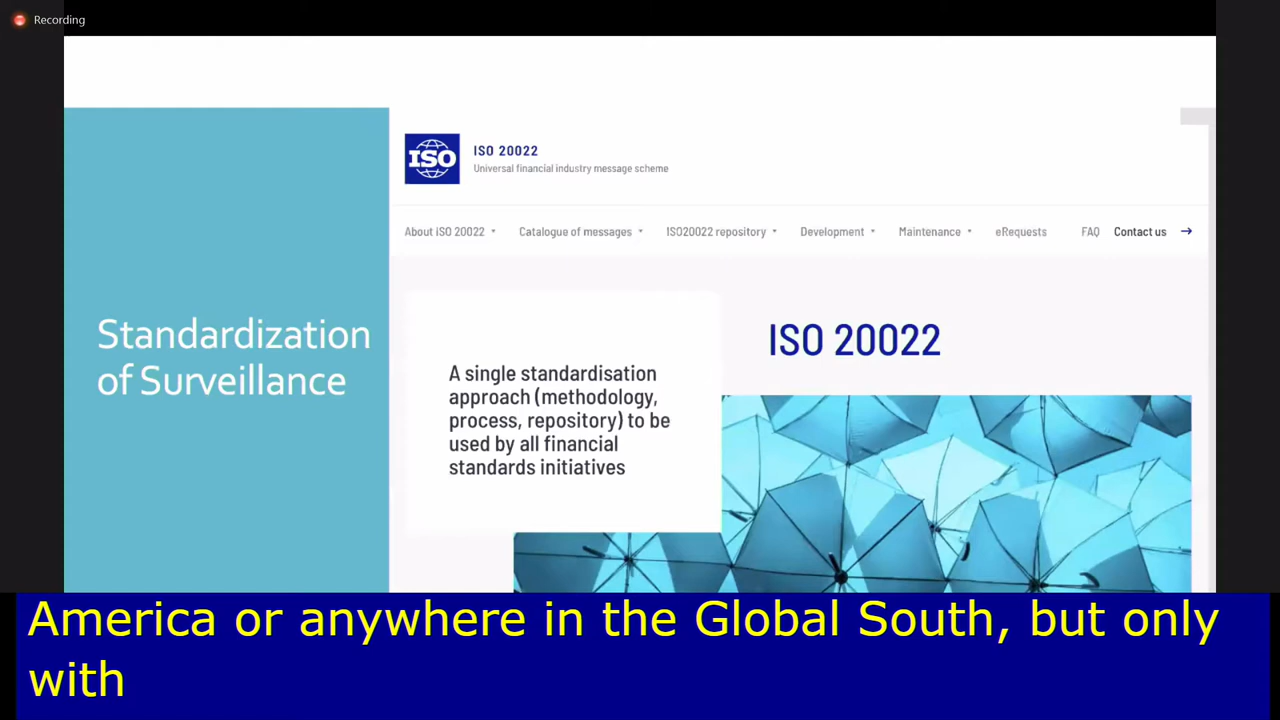 Recording
ISO
ISO 20022
Universal financial industry message scheme
About iSO 20022 Catalogue of messages ISO20022 repository Development Maintenance eRequests FAQ Contact us
Standardization
of Surveillance
A single standardisation
approach (methodology,
process, repository) to be
used by all financial
standards initiatives
ISO 20022
America or anywhere in the Global South, but only
with